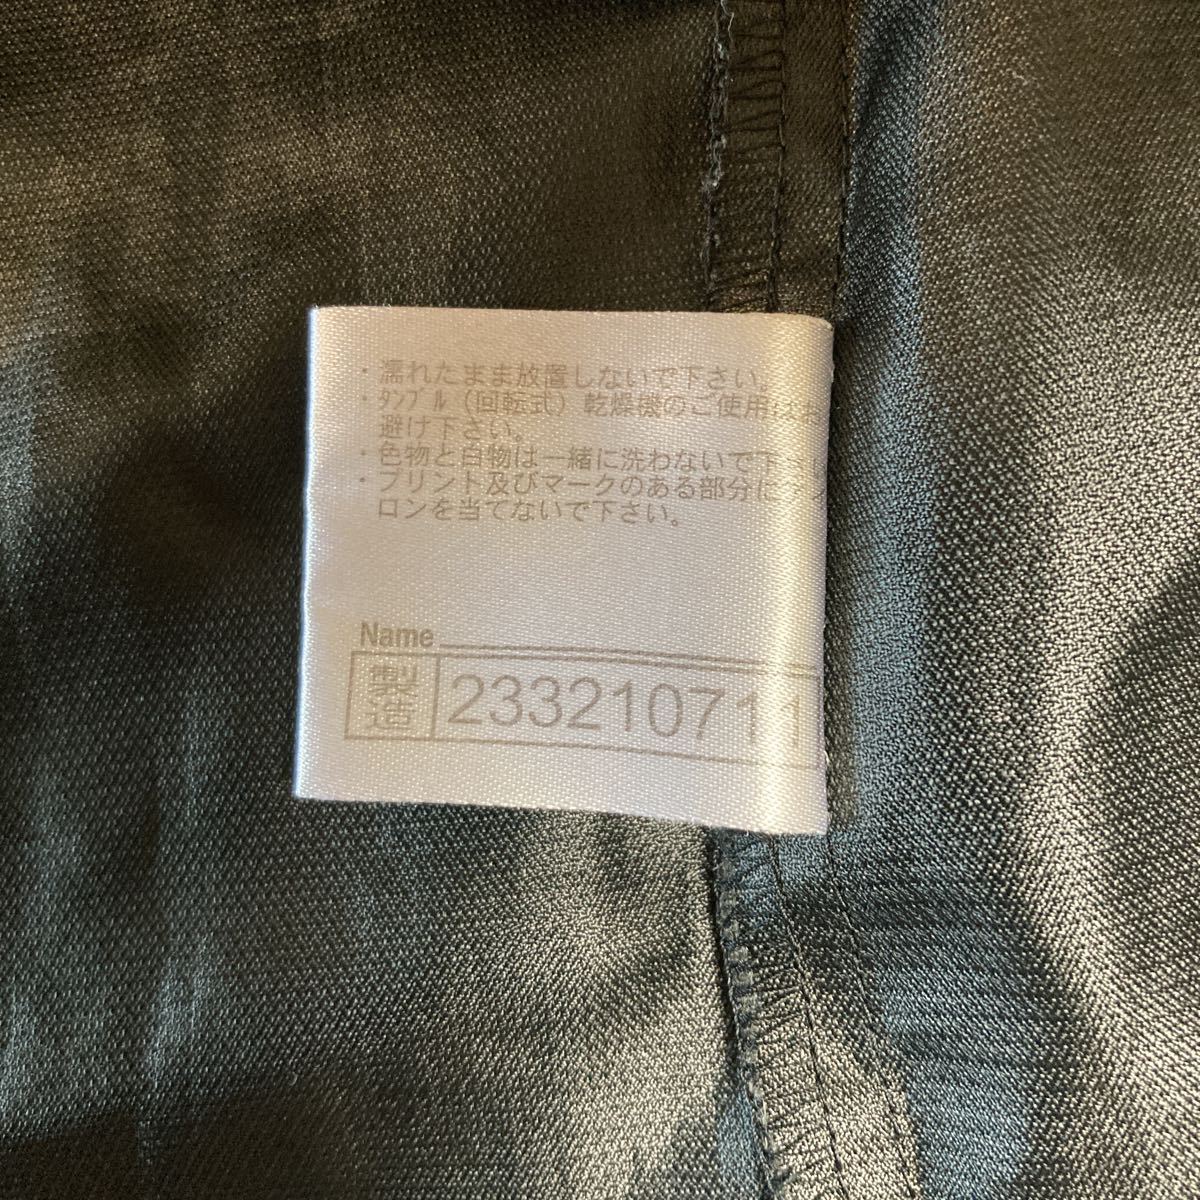 ・濡れたまま放置しないで下さい。
・ﾀﾝﾌﾞﾙ（回転式）乾燥機のご使用は
避け下さい。
・色物と白物は一緒に洗わないで下
・プリント及びマークのある部分に
ロンを当てないで下さい。
Name
製造 233210711